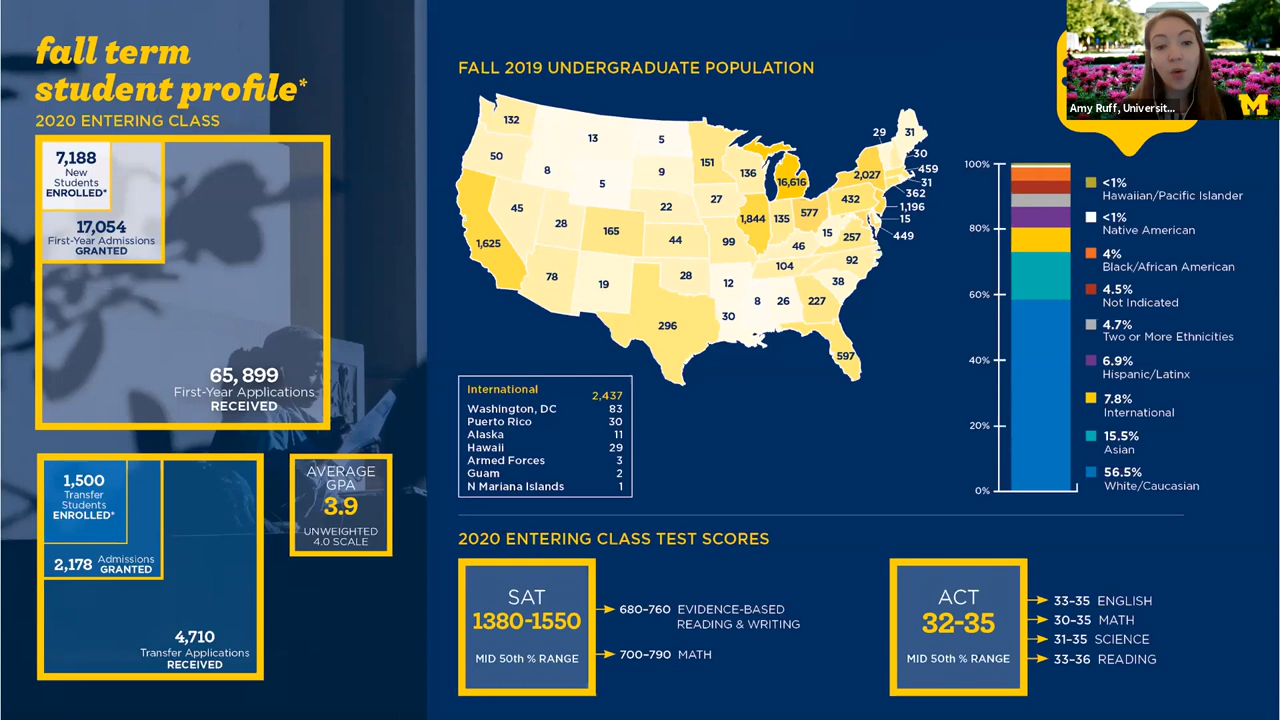 fall term
student profile*
2020 ENTERING CLASS
7,188
New
Students
ENROLLED*
17,054
First-Year Admissions
GRANTED
65,899
First-Year Applications
RECEIVED
1,500
Transfer
Students
ENROLLED*
2,178 Admissions
GRANTED
4,710
Transfer Applications
RECEIVED
AVERAGE
GPA
3.9
UNWEIGHTED
4.0 SCALE
FALL 2019 UNDERGRADUATE POPULATION
132
13
5
50
8
5
9
151
136
16,616
29
31
30
459
31
362
2,027
1,196
15
449
432
45
28
165
22
27
1,844
135
577
15
257
1,625
44
99
46
92
78
19
28
12
104
38
296
30
8
26
227
597
International 2,437
Washington, DC 83
Puerto Rico 30
Alaska 11
Hawaii 29
Armed Forces 3
Guam 2
N Mariana Islands 1
100%
80%
60%
40%
20%
0%
<1%
Hawaiian/Pacific Islander
<1%
Native American
4%
Black/African American
4.5%
Not Indicated
4.7%
Two or More Ethnicities
6.9%
Hispanic/Latinx
7.8%
International
15.5%
Asian
56.5%
White/Caucasian
2020 ENTERING CLASS TEST SCORES
SAT
1380-1550
MID 50th % RANGE
680-760 EVIDENCE-BASED
READING & WRITING
700-790 MATH
ACT
32-35
MID 50th % RANGE
33-35 ENGLISH
30-35 MATH
31-35 SCIENCE
33-36 READING
Amy Ruff, Universit...
M